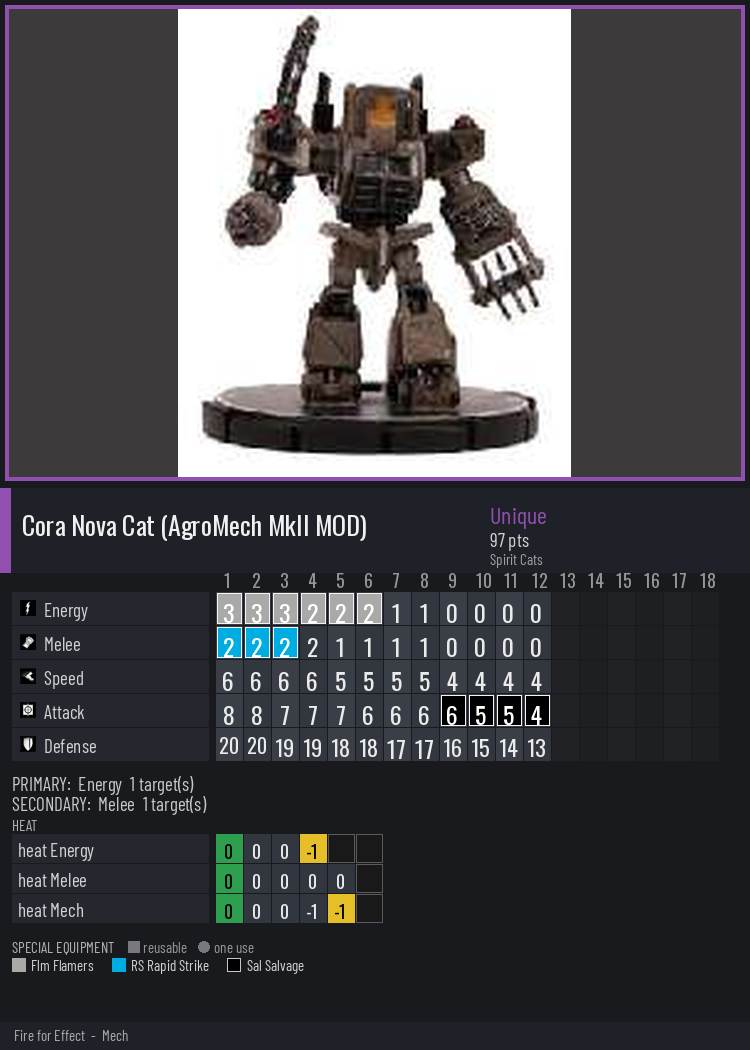 Cora Nova Cat (AgroMech MkII MOD)
Unique
97 pts
Spirit Cats
1 2 3 4 5 6 7 8 9 10 11 12 13 14 15 16 17 18
Energy 3 3 3 2 2 2 1 1 0 0 0 0
Melee 2 2 2 2 1 1 1 1 0 0 0 0
Speed 6 6 6 6 5 5 5 5 4 4 4 4
Attack 8 8 7 7 7 6 6 6 6 5 5 4
Defense 20 20 19 19 18 18 17 17 16 15 14 13
PRIMARY: Energy 1 target(s)
SECONDARY: Melee 1 target(s)
HEAT
heat Energy 0 0 0 -1
heat Melee 0 0 0 0 0
heat Mech 0 0 0 -1 -1
SPECIAL EQUIPMENT reusable one use
Flm Flamers RS Rapid Strike Sal Salvage
Fire for Effect - Mech